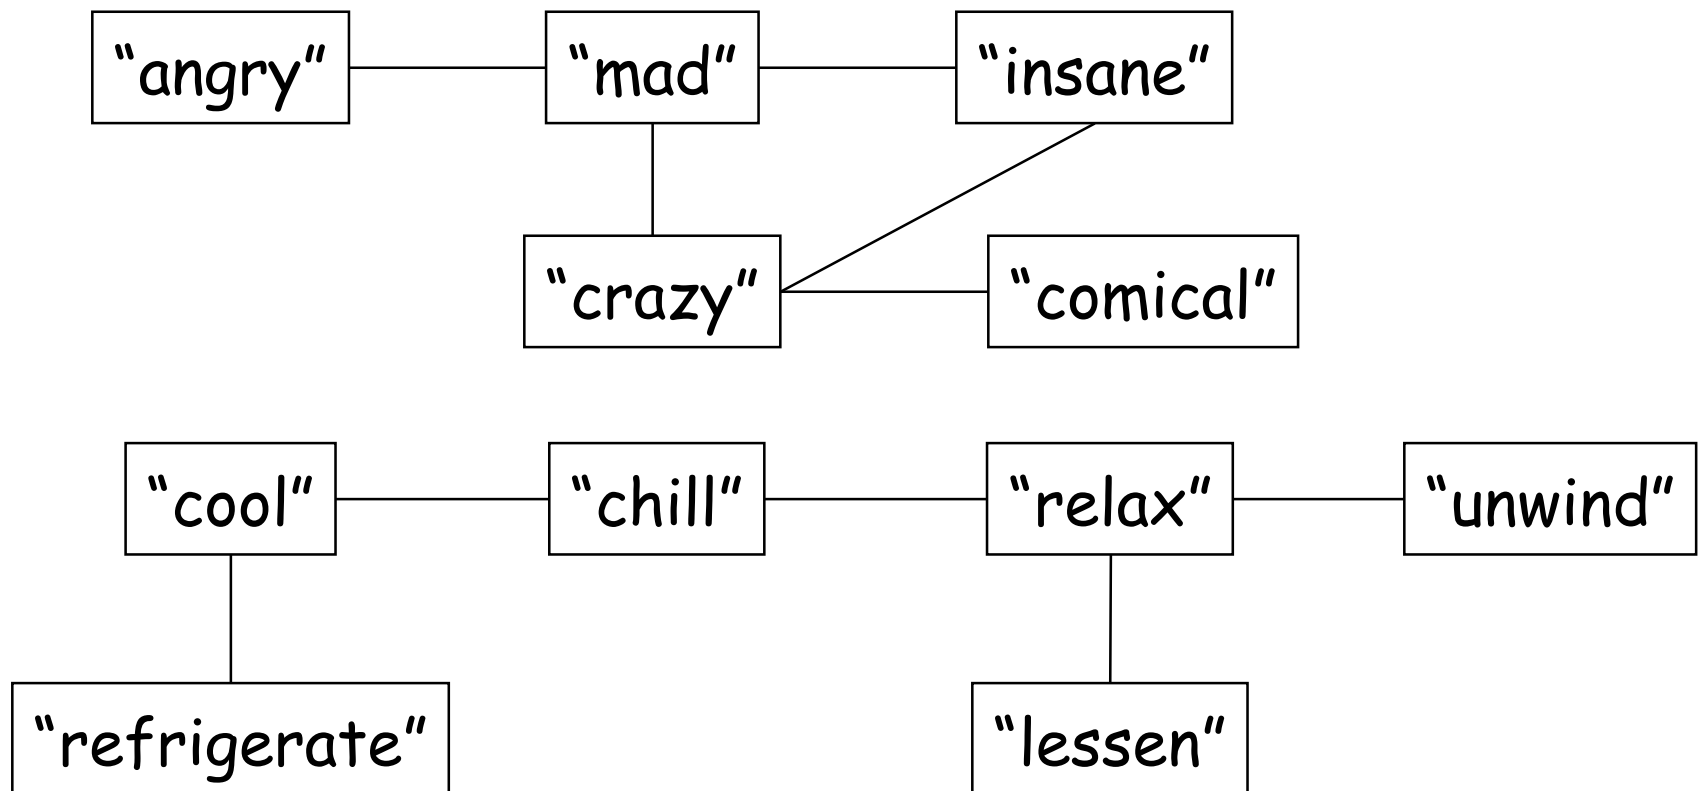 “angry” “mad” “insane”
“crazy” “comical”
“cool” “chill” “relax” “unwind”
“refrigerate” “lessen”